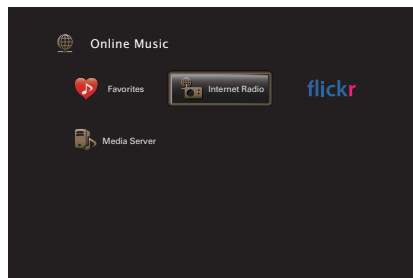 Online Music
Favorites
Internet Radio
flickr
Media Server